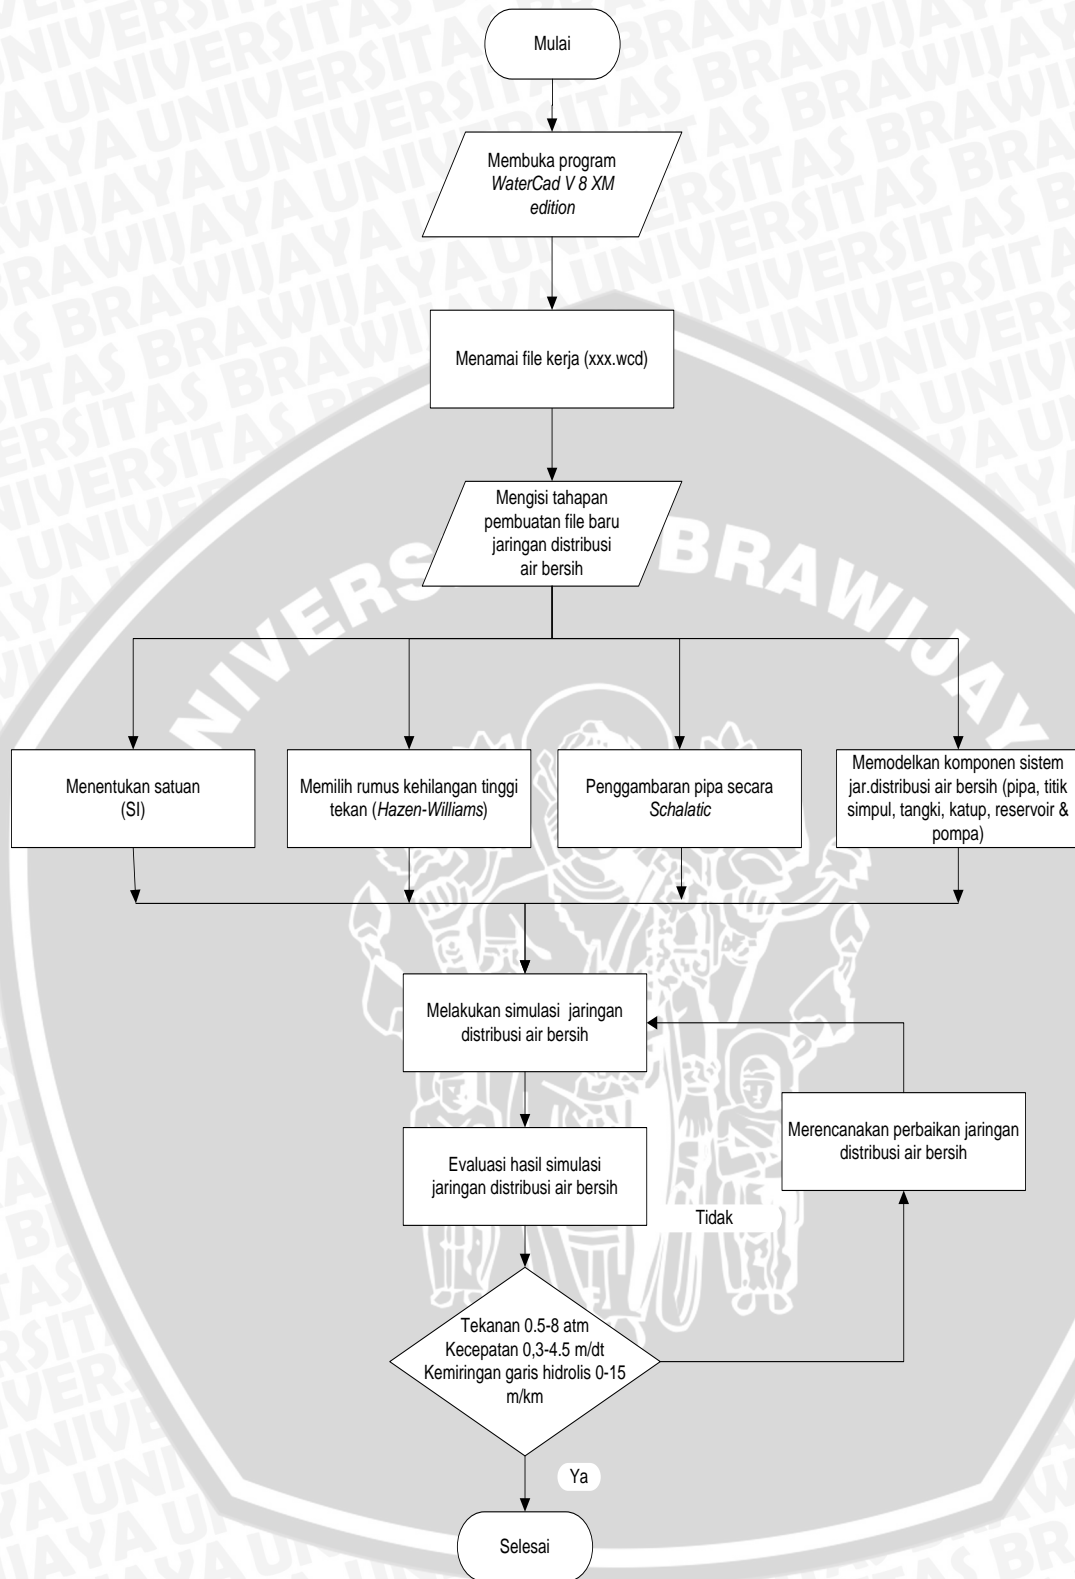 Mulai
Membuka program
WaterCad V 8 XM
edition
Menamai file kerja (xxx.wcd)
Mengisi tahapan
pembuatan file baru
jaringan distribusi
air bersih
Menentukan satuan
(SI)
Memilih rumus kehilangan tinggi
tekan (Hazen-Williams)
Penggambaran pipa secara
Schalatic
Memodelkan komponen sistem
jar.distribusi air bersih (pipa, titik
simpul, tangki, katup, reservoir &
pompa)
Melakukan simulasi jaringan
distribusi air bersih
Merencanakan perbaikan jaringan
distribusi air bersih
Evaluasi hasil simulasi
jaringan distribusi air bersih
Tidak
Tekanan 0.5-8 atm
Kecepatan 0,3-4.5 m/dt
Kemiringan garis hidrolis 0-15
m/km
Ya
Selesai